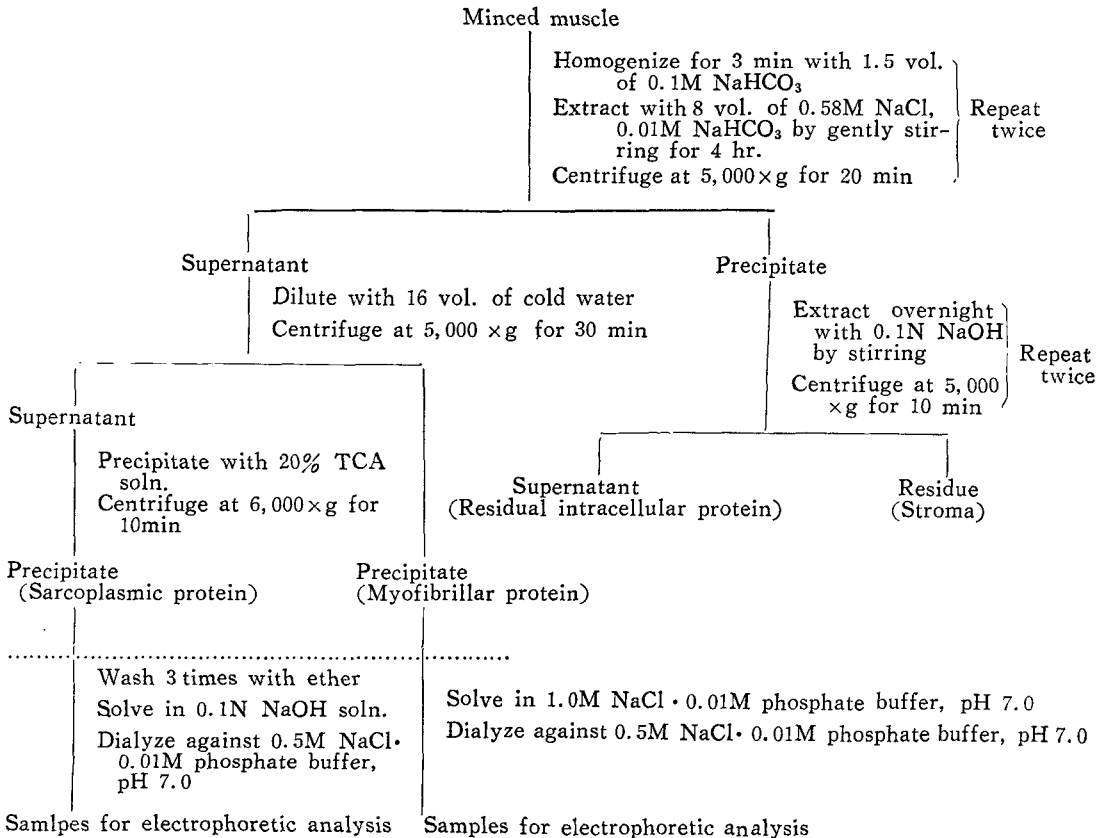 Minced muscle
Homogenize for 3 min with 1.5 vol.
of 0.1M NaHCO₃
Extract with 8 vol. of 0.58M NaCl,
0.01M NaHCO₃ by gently stir-
ring for 4 hr.
Centrifuge at 5,000×g for 20 min
Repeat
twice
Supernatant
Dilute with 16 vol. of cold water
Centrifuge at 5,000 ×g for 30 min
Precipitate
Extract overnight
with 0.1N NaOH
by stirring
Centrifuge at 5,000
×g for 10 min
Repeat
twice
Supernatant
Precipitate with 20% TCA
soln.
Centrifuge at 6,000×g for
10min
Supernatant
(Residual intracellular protein)
Residue
(Stroma)
Precipitate
(Sarcoplasmic protein)
Precipitate
(Myofibrillar protein)
Wash 3 times with ether
Solve in 0.1N NaOH soln.
Dialyze against 0.5M NaCl·
0.01M phosphate buffer,
pH 7.0
Solve in 1.0M NaCl · 0.01M phosphate buffer, pH 7.0
Dialyze against 0.5M NaCl· 0.01M phosphate buffer, pH 7.0
Samlpes for electrophoretic analysis
Samples for electrophoretic analysis